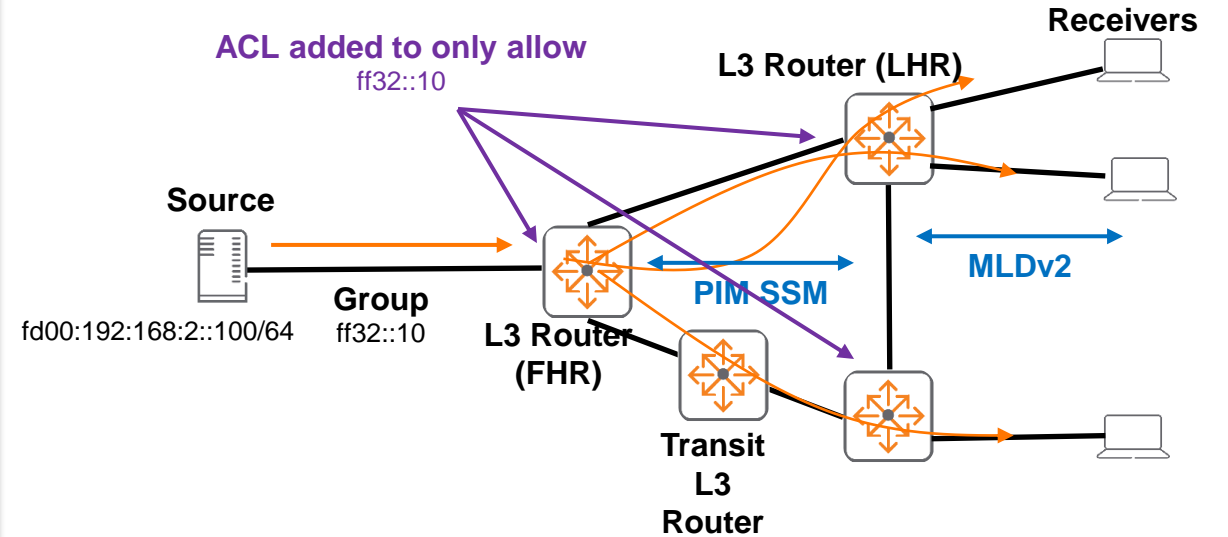 Receivers
ACL added to only allow
ff32::10
L3 Router (LHR)
Source
MLDv2
PIM SSM
Group
fd00:192:168:2::100/64
ff32::10
L3 Router
(FHR)
Transit
L3
Router